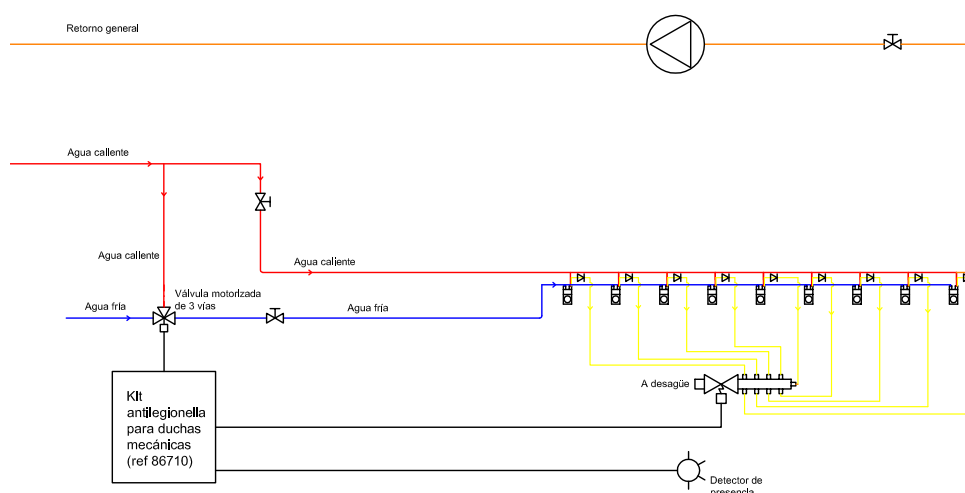 Retorno general
Agua caliente
Agua caliente
Agua caliente
Válvula motorizada
de 3 vías
Agua fría
Agua fría
A desagüe
Kit
antilegionella
para duchas
mecánicas
(ref 86710)
Detector de
presencia